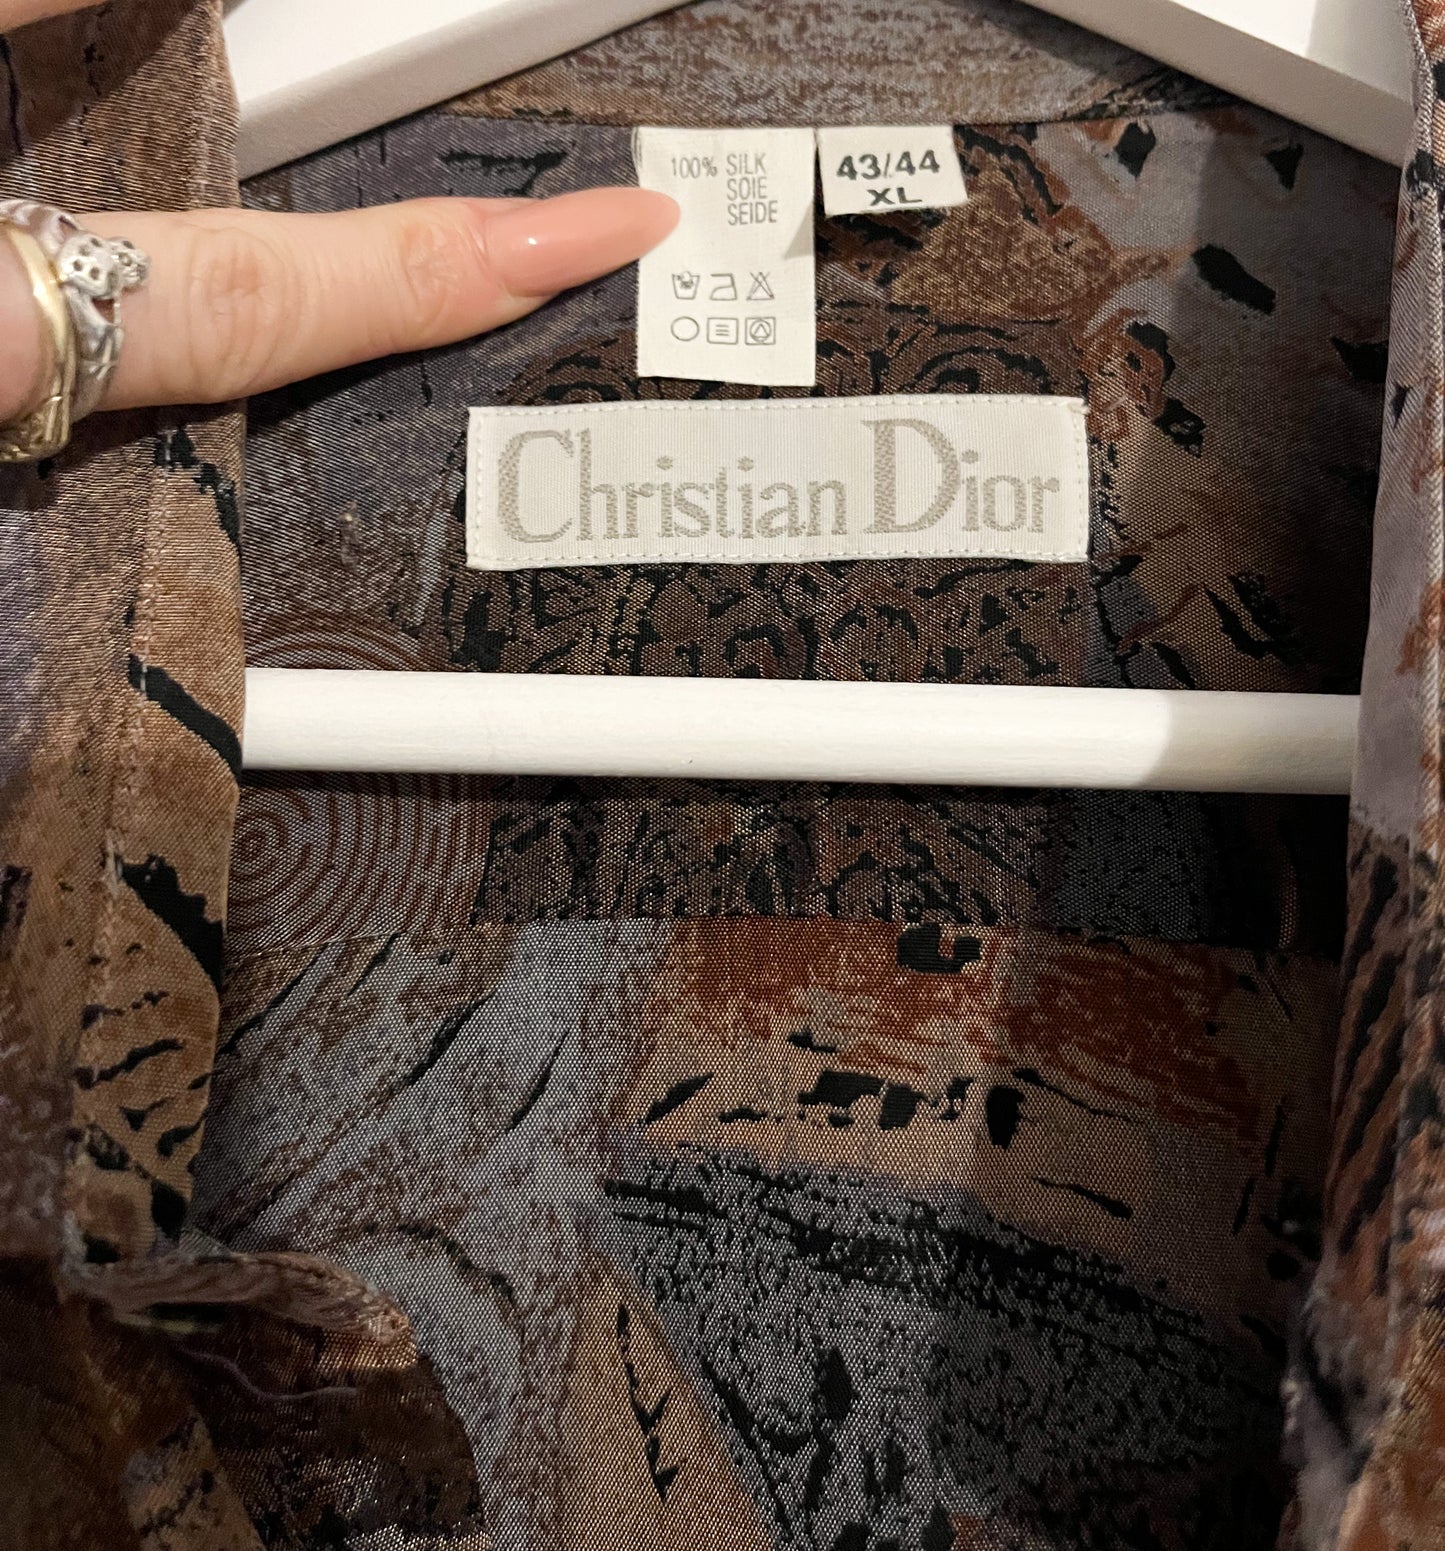 100% SILK
SOIE
SEIDE
43/44
XL
Christian Dior